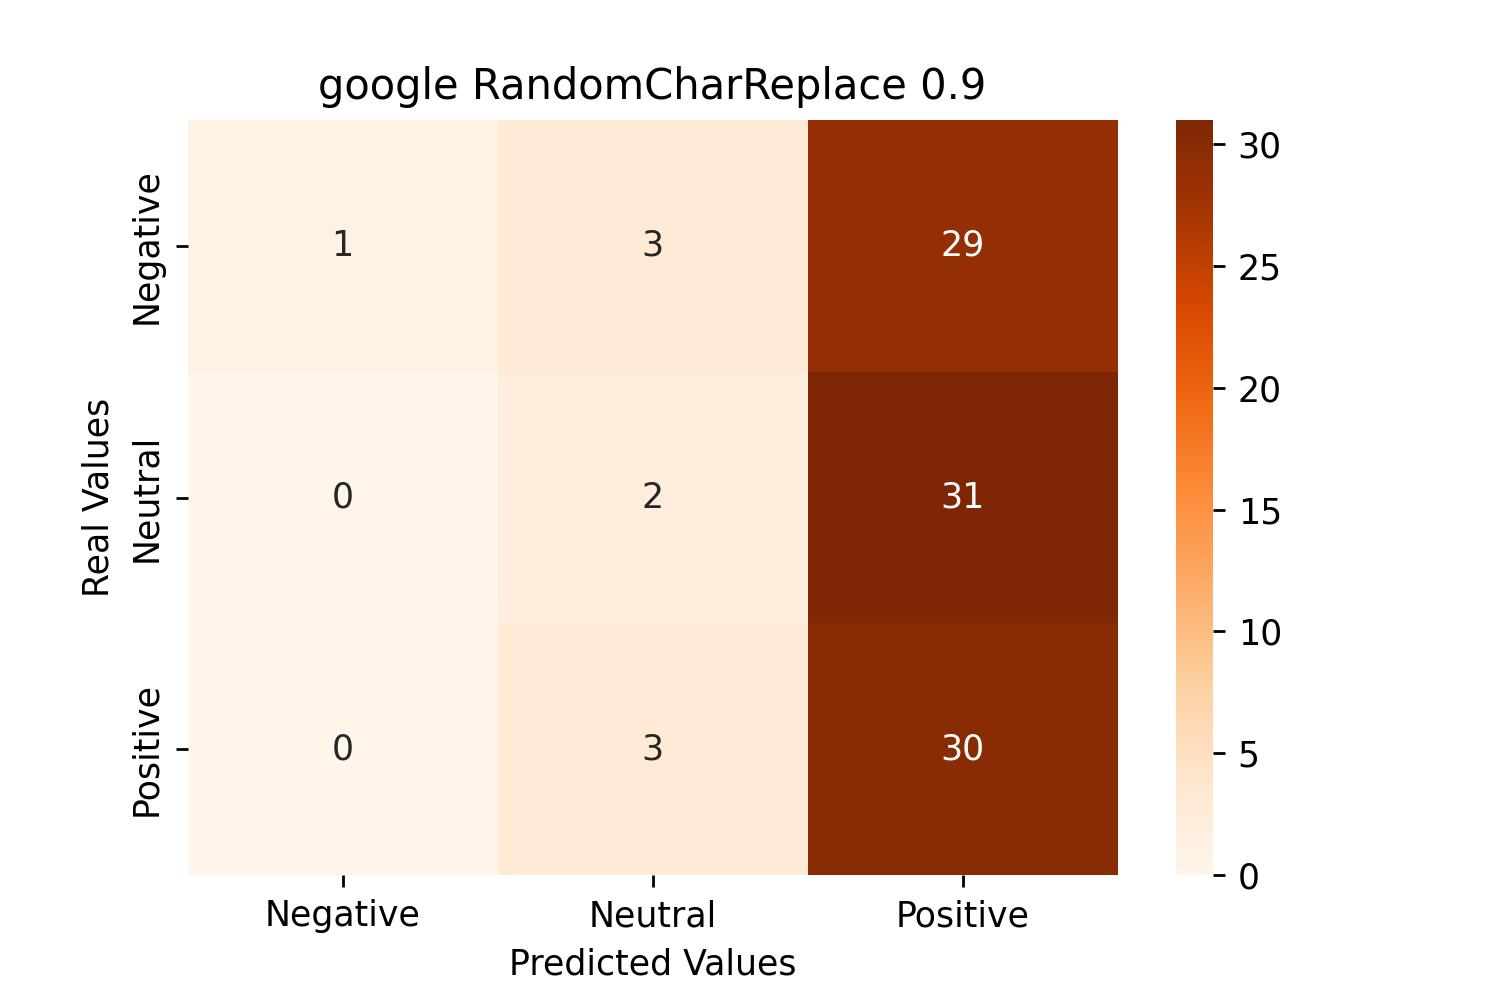 google RandomCharReplace 0.9
Real Values
Negative
1 3 29
Neutral
0 2 31
Positive
0 3 30
Negative Neutral Positive
Predicted Values
30
25
20
15
10
5
0